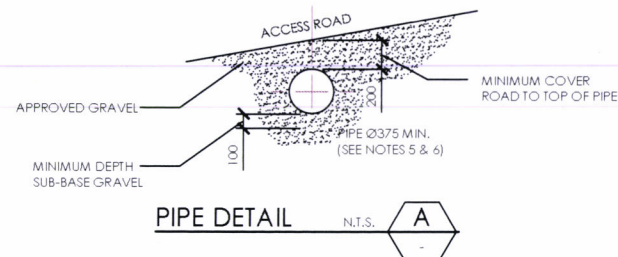 ACCESS ROAD
APPROVED GRAVEL
200
MINIMUM COVER
ROAD TO TOP OF PIPE
100
PIPE Ø375 MIN.
(SEE NOTES 5 & 6)
MINIMUM DEPTH
SUB-BASE GRAVEL
PIPE DETAIL N.T.S. A
-